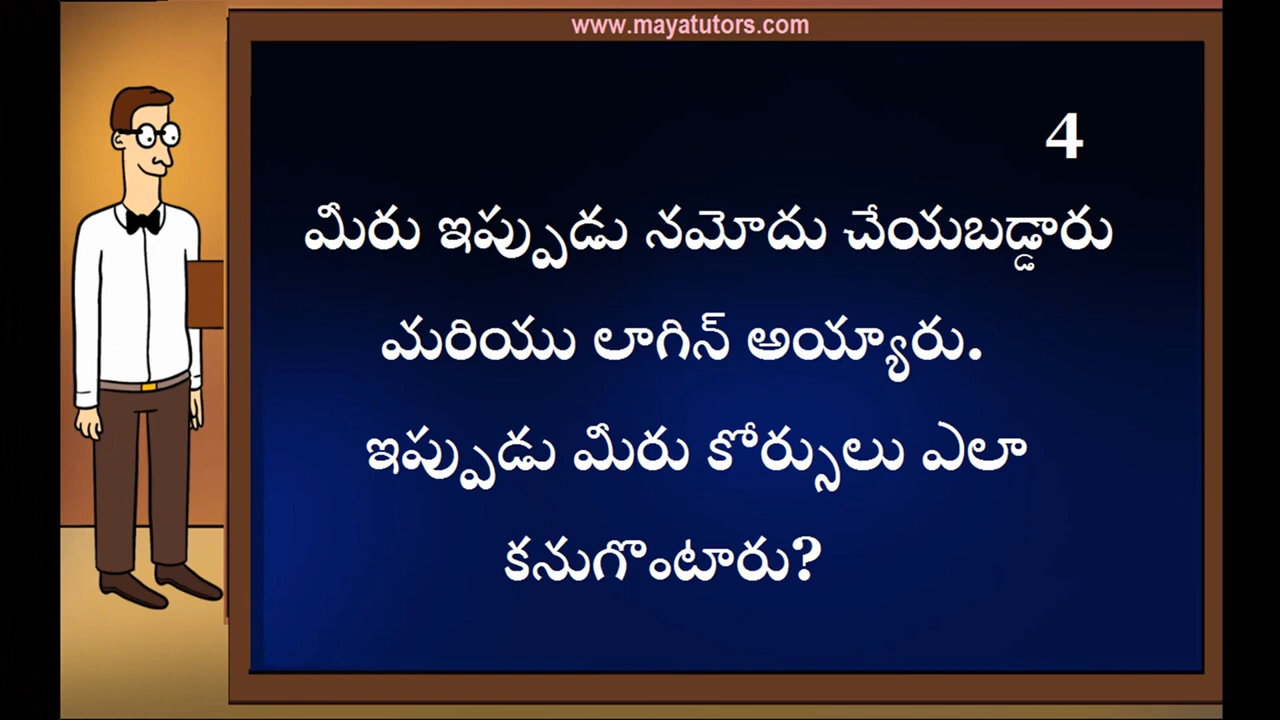 www.mayatutors.com
4
మీరు ఇప్పుడు నమోదు చేయబడ్డారు
మరియు లాగిన్ అయ్యారు.
ఇప్పుడు మీరు కోర్సులు ఎలా
కనుగొంటారు?